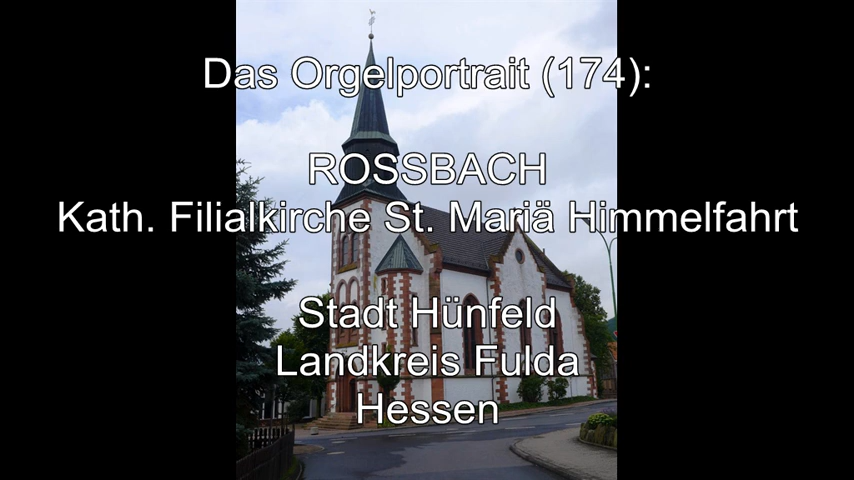 Das Orgelportrait (174):
ROSSBACH
Kath. Filialkirche St. Mariä Himmelfahrt
Stadt Hünfeld
Landkreis Fulda
Hessen